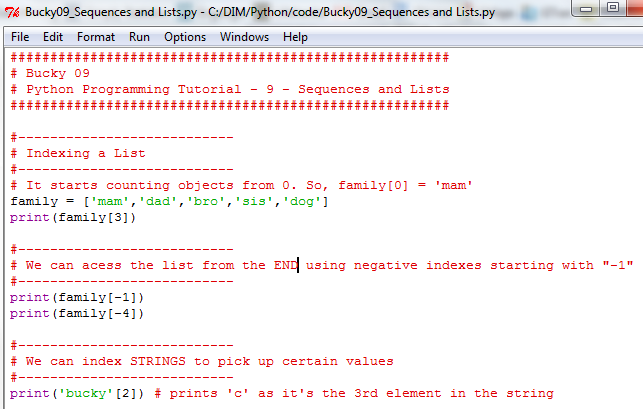 Bucky09_Sequences and Lists.py - C:/DIM/Python/code/Bucky09_Sequences and Lists.py
File Edit Format Run Options Windows Help
#######################################################
# Bucky 09
# Python Programming Tutorial - 9 - Sequences and Lists
#######################################################
#---------------------------
# Indexing a List
#---------------------------
# It starts counting objects from 0. So, family[0] = 'mam'
family = ['mam','dad','bro','sis','dog']
print(family[3])
#---------------------------
# We can acess the list from the END using negative indexes starting with "-1"
#---------------------------
print(family[-1])
print(family[-4])
#---------------------------
# We can index STRINGS to pick up certain values
#---------------------------
print('bucky'[2]) # prints 'c' as it's the 3rd element in the string